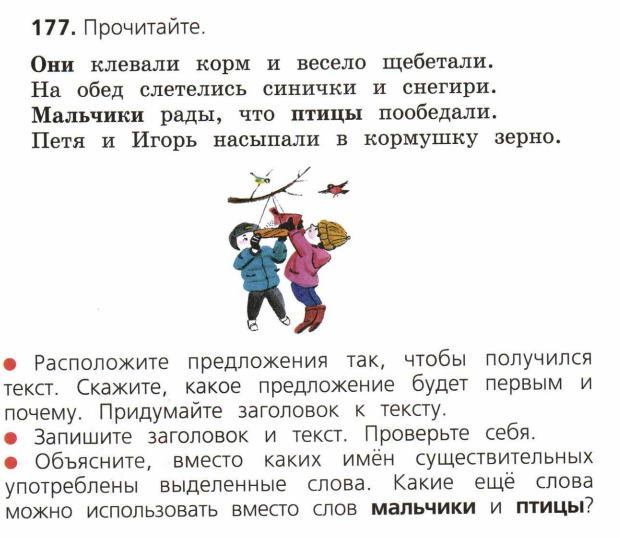 177. Прочитайте.
Они клевали корм и весело щебетали.
На обед слетелись синички и снегири.
Мальчики рады, что птицы пообедали.
Петя и Игорь насыпали в кормушку зерно.
● Расположите предложения так, чтобы получился
текст. Скажите, какое предложение будет первым и
почему. Придумайте заголовок к тексту.
● Запишите заголовок и текст. Проверьте себя.
● Объясните, вместо каких имён существительных
употреблены выделенные слова. Какие ещё слова
можно использовать вместо слов мальчики и птицы?